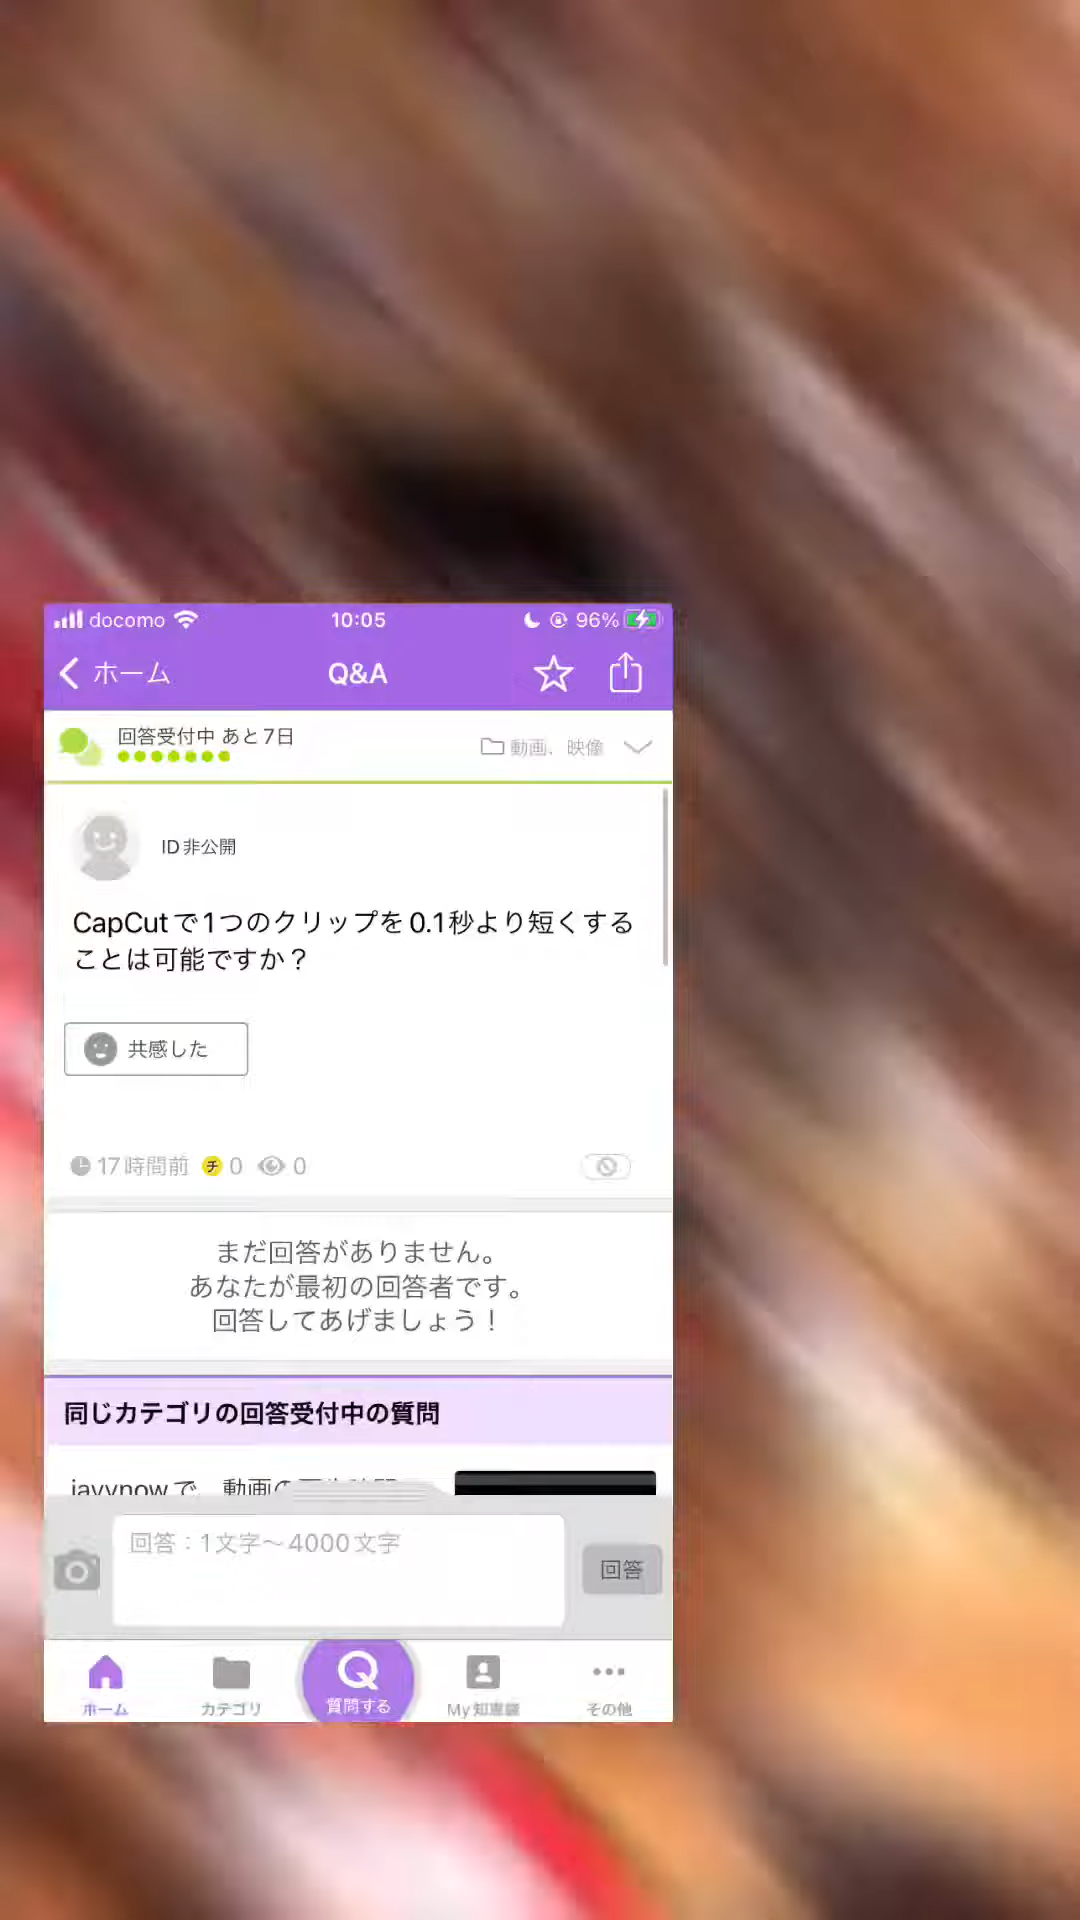 docomo 10:05 96%
ホーム Q&A
回答受付中 あと7日
動画、映像
ID非公開
CapCutで1つのクリップを0.1秒より短くする
ことは可能ですか？
共感した
17時間前 チ 0 0
まだ回答がありません。
あなたが最初の回答者です。
回答してあげましょう！
同じカテゴリの回答受付中の質問
回答：1文字〜4000文字
回答
ホーム カテゴリ Q 質問する My知恵袋 その他